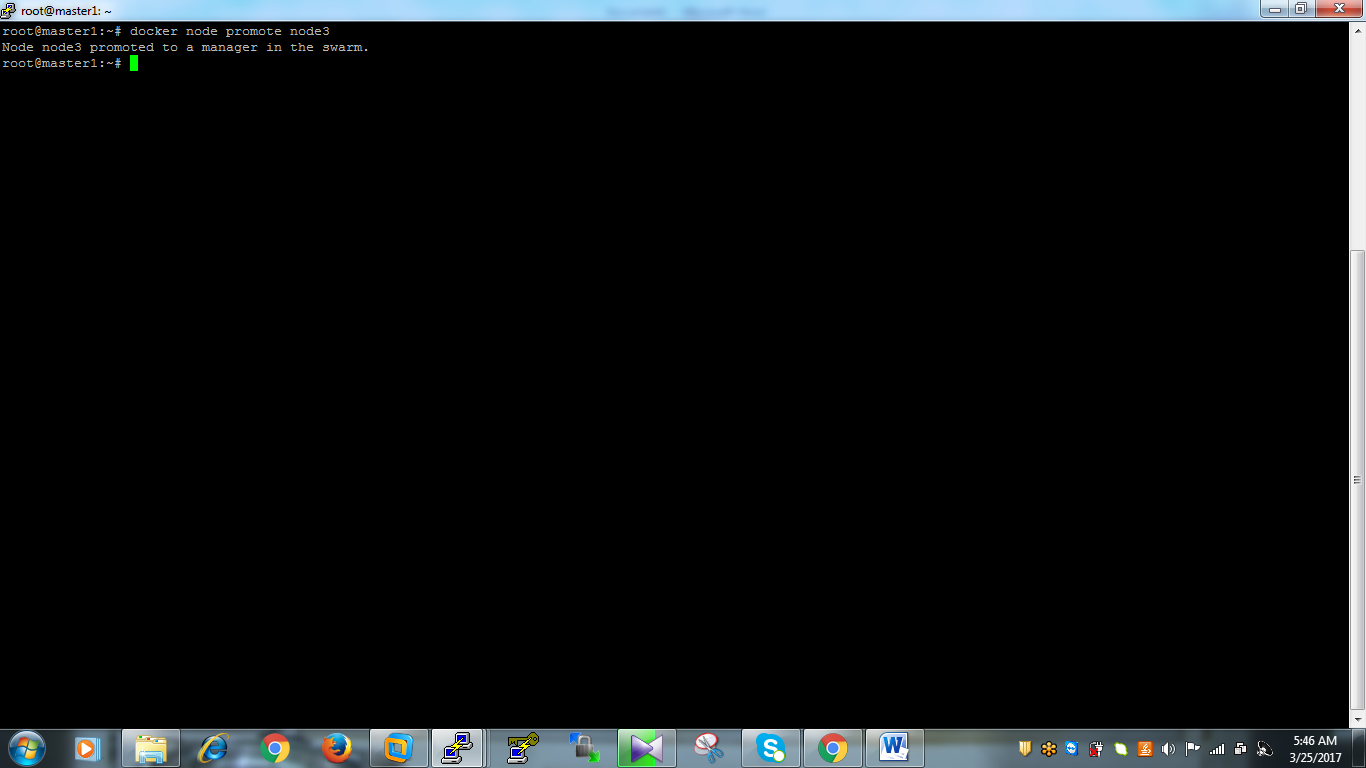 root@master1: ~
root@master1:~# docker node promote node3
Node node3 promoted to a manager in the swarm.
root@master1:~#
5:46 AM
3/25/2017